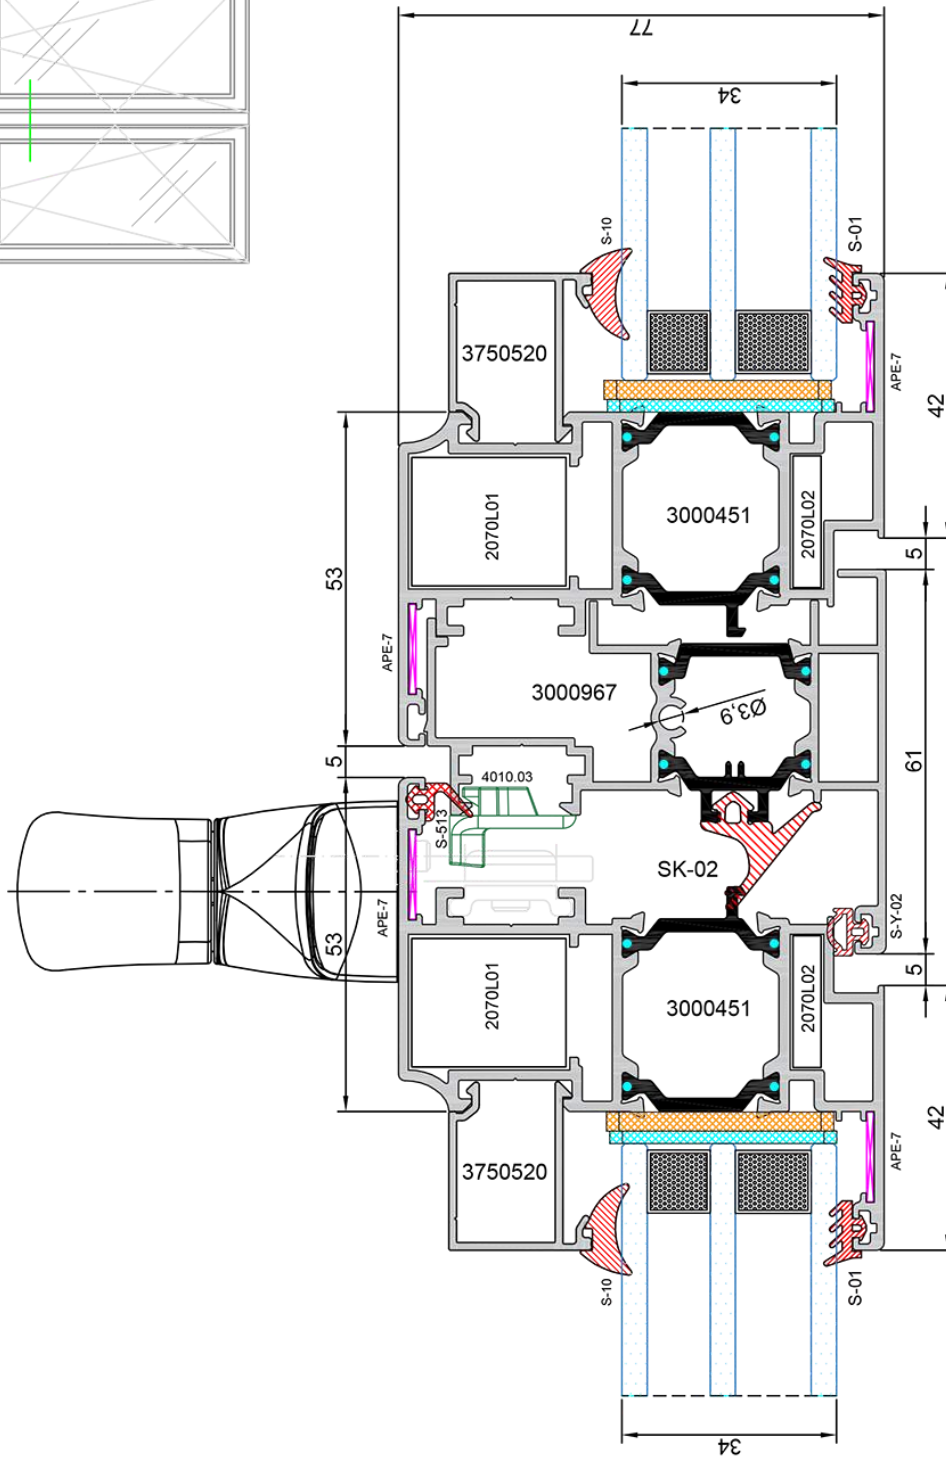 77
34
S-10
S-01
3750520
APE-7
42
2070L01
3000451
2070L02
53
5
APE-7
3000967
Ø3,9
5
4010.03
61
S-513
SK-02
APE-7
S-Y-02
53
2070L01
3000451
2070L02
5
42
3750520
APE-7
S-10
S-01
34